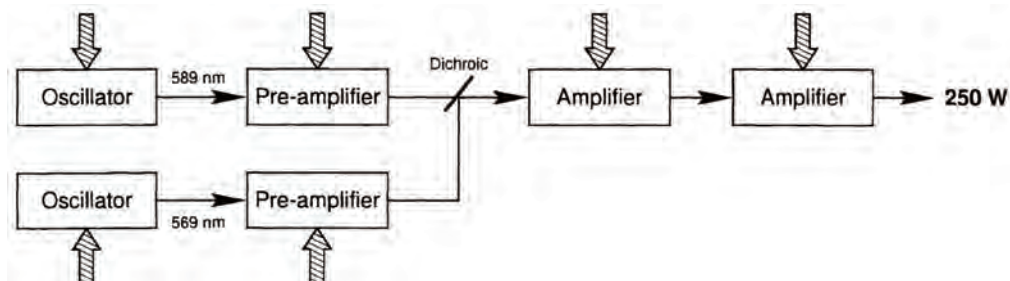 589 nm
Dichroic
Oscillator
Pre-amplifier
Amplifier
Amplifier
250 W
Oscillator
Pre-amplifier
569 nm